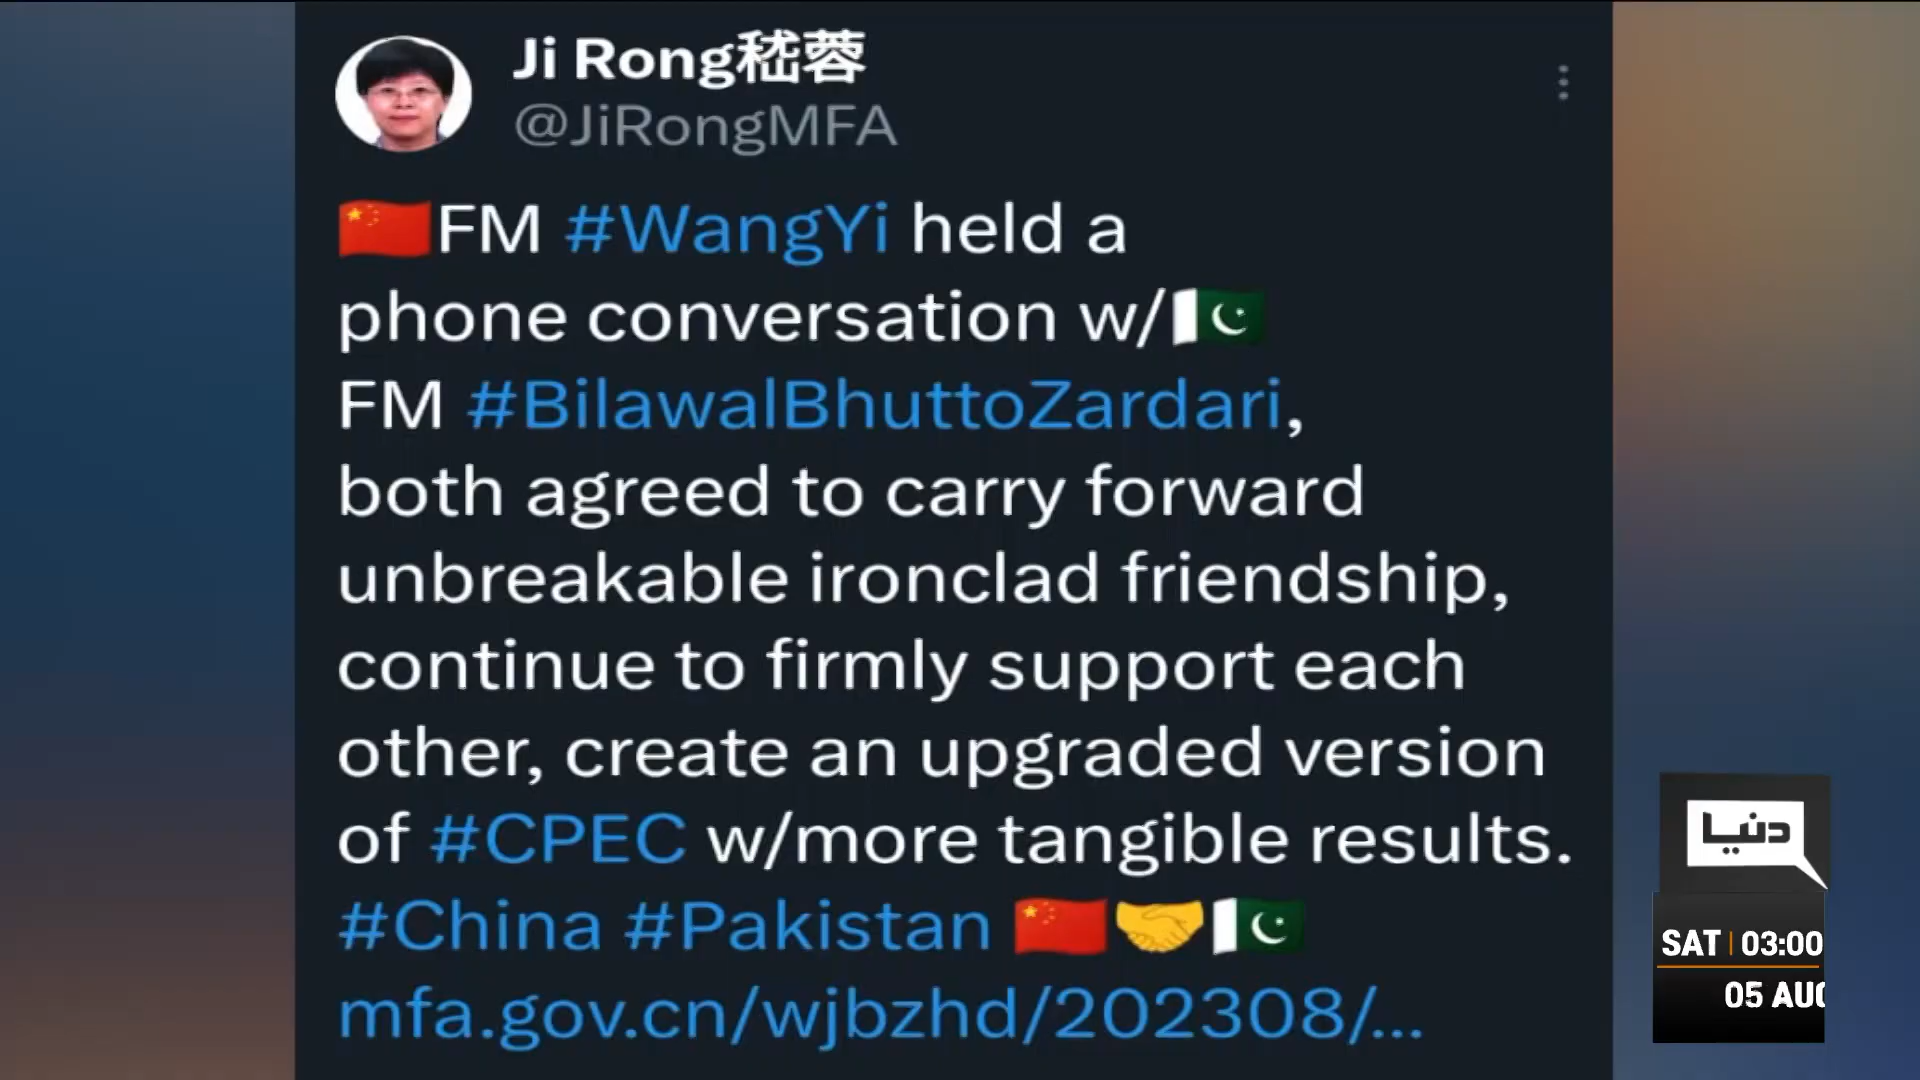 Ji Rong嵇蓉
@JiRongMFA
🇨🇳FM #WangYi held a
phone conversation w/🇵🇰
FM #BilawalBhuttoZardari,
both agreed to carry forward
unbreakable ironclad friendship,
continue to firmly support each
other, create an upgraded version
of #CPEC w/more tangible results.
#China #Pakistan 🇨🇳🤝🇵🇰
mfa.gov.cn/wjbzhd/202308/...
دنیا
SAT | 03:00
05 AUG